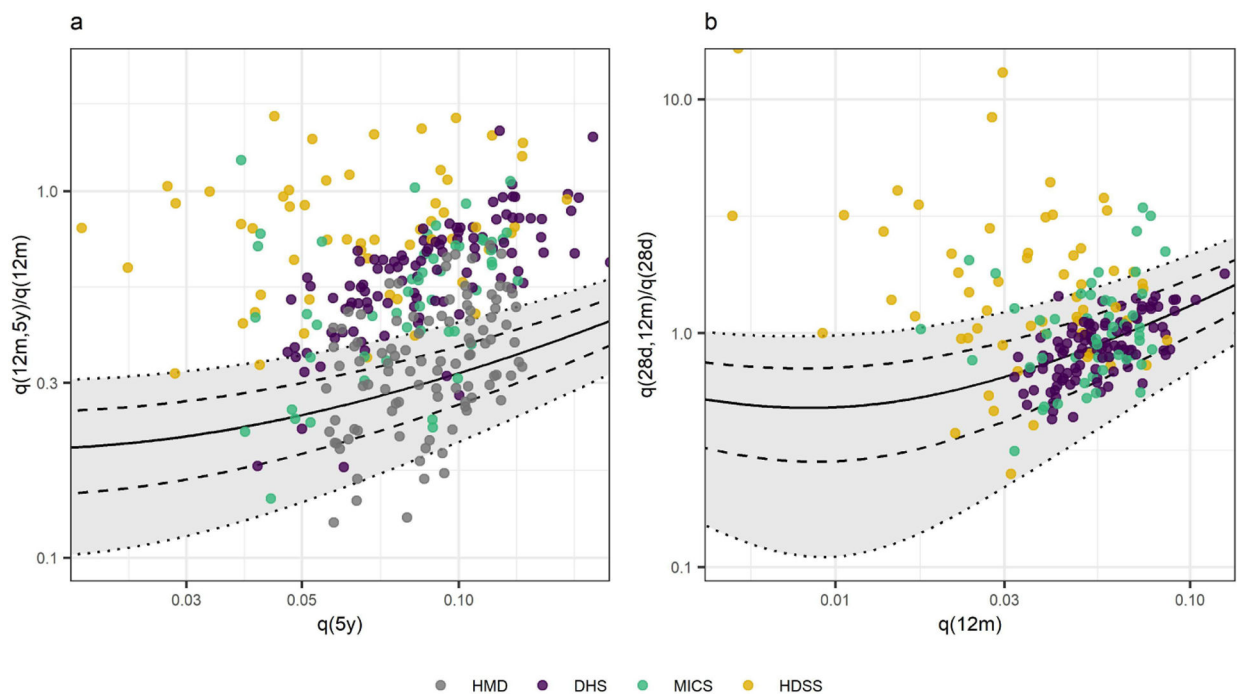 a
b
q(12m,5y)/q(12m)
1.0
0.3
0.1
0.03
0.05
0.10
q(5y)
q(28d,12m)/q(28d)
10.0
1.0
0.1
0.01
0.03
0.10
q(12m)
HMD
DHS
MICS
HDSS